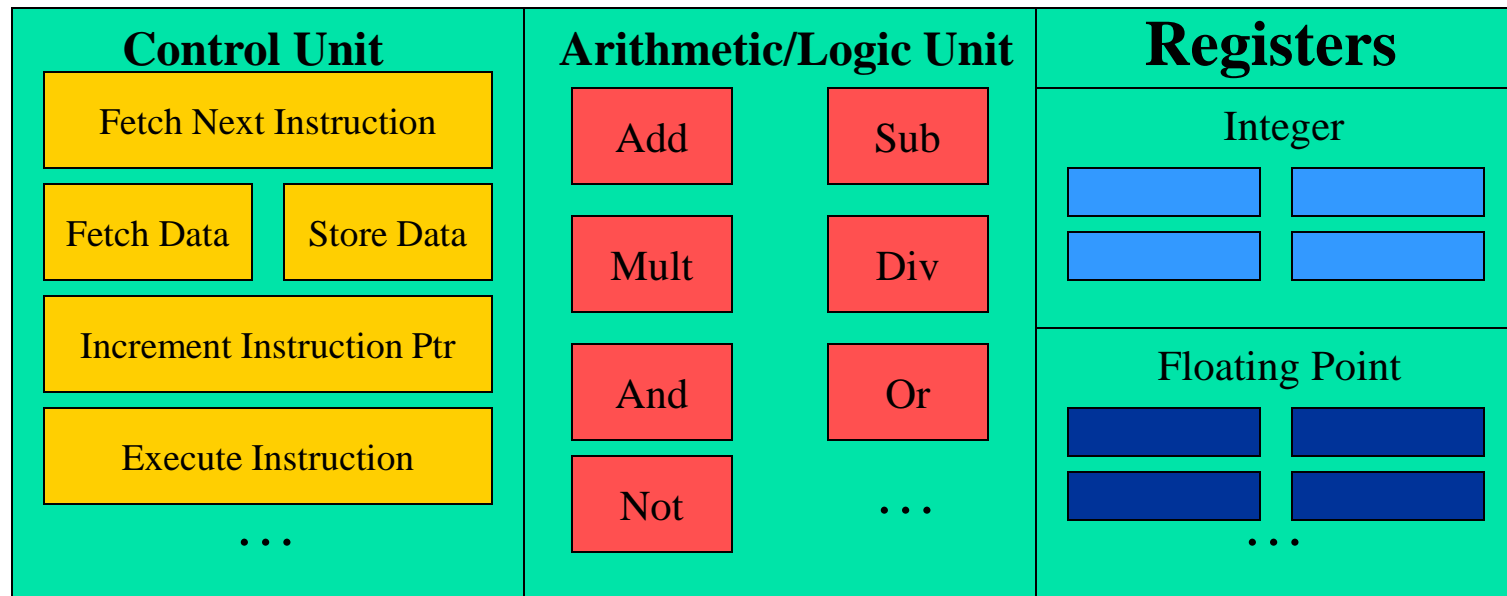 Control Unit
Fetch Next Instruction
Fetch Data
Store Data
Increment Instruction Ptr
Execute Instruction
...
Arithmetic/Logic Unit
Add
Sub
Mult
Div
And
Or
Not
...
Registers
Integer
Floating Point
...